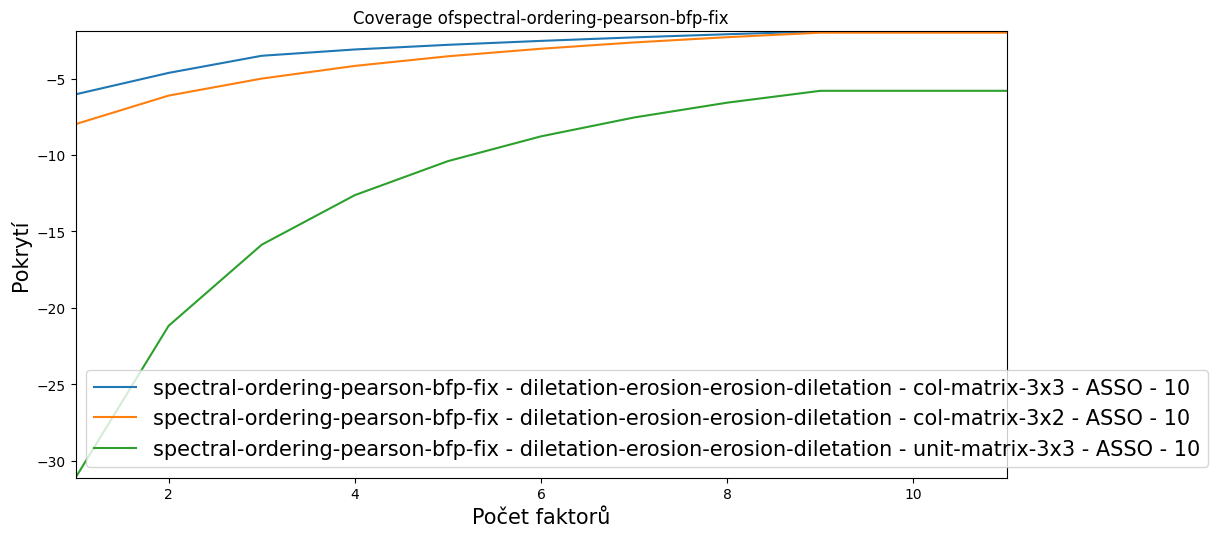 Coverage ofspectral-ordering-pearson-bfp-fix
Pokrytí
−5
−10
−15
−20
−25
−30
spectral-ordering-pearson-bfp-fix - diletation-erosion-erosion-diletation - col-matrix-3x3 - ASSO - 10
spectral-ordering-pearson-bfp-fix - diletation-erosion-erosion-diletation - col-matrix-3x2 - ASSO - 10
spectral-ordering-pearson-bfp-fix - diletation-erosion-erosion-diletation - unit-matrix-3x3 - ASSO - 10
2 4 6 8 10
Počet faktorů